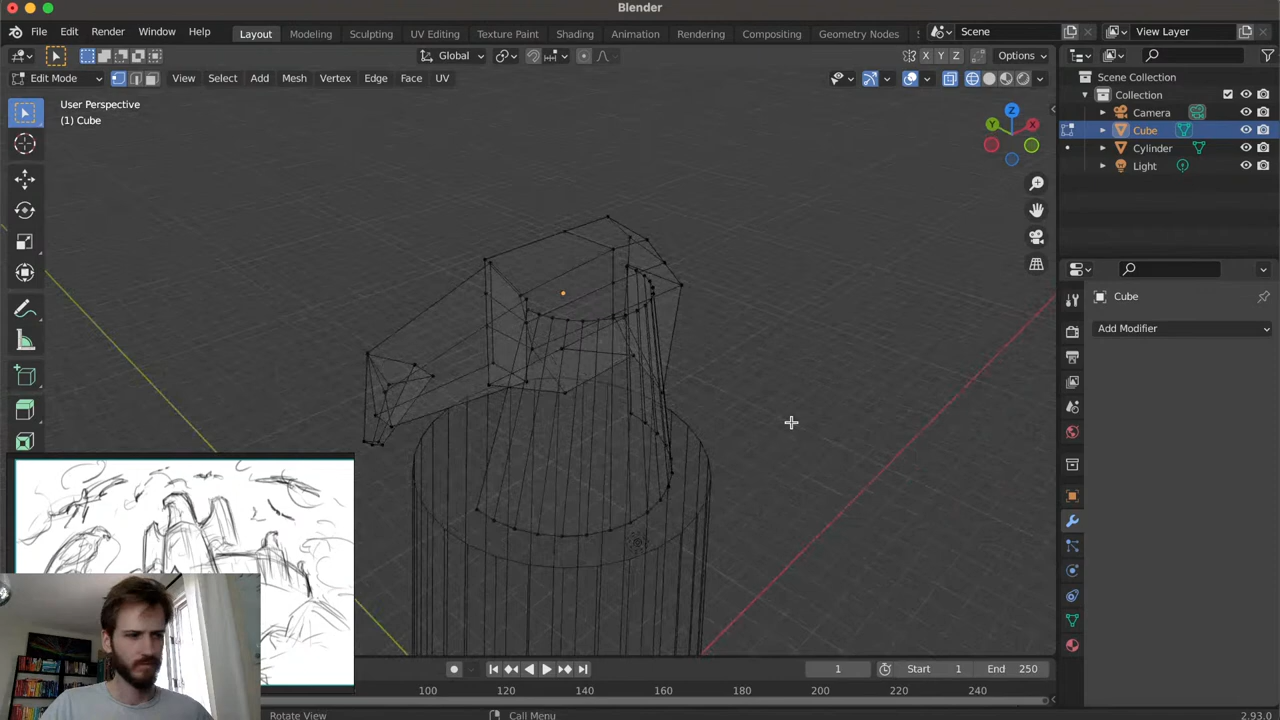 Blender
File Edit Render Window Help
Layout Modeling Sculpting UV Editing Texture Paint Shading Animation Rendering Compositing Geometry Nodes
Scene
View Layer
Global
X Y Z
Options
Edit Mode View Select Add Mesh Vertex Edge Face UV
User Perspective
(1) Cube
Z
Y
X
Scene Collection
Collection
Camera
Cube
Cylinder
Light
Cube
Add Modifier
1
Start 1
End 250
100 120 140 160 180 200 220 240
Rotate View
Call Menu
2.93.0